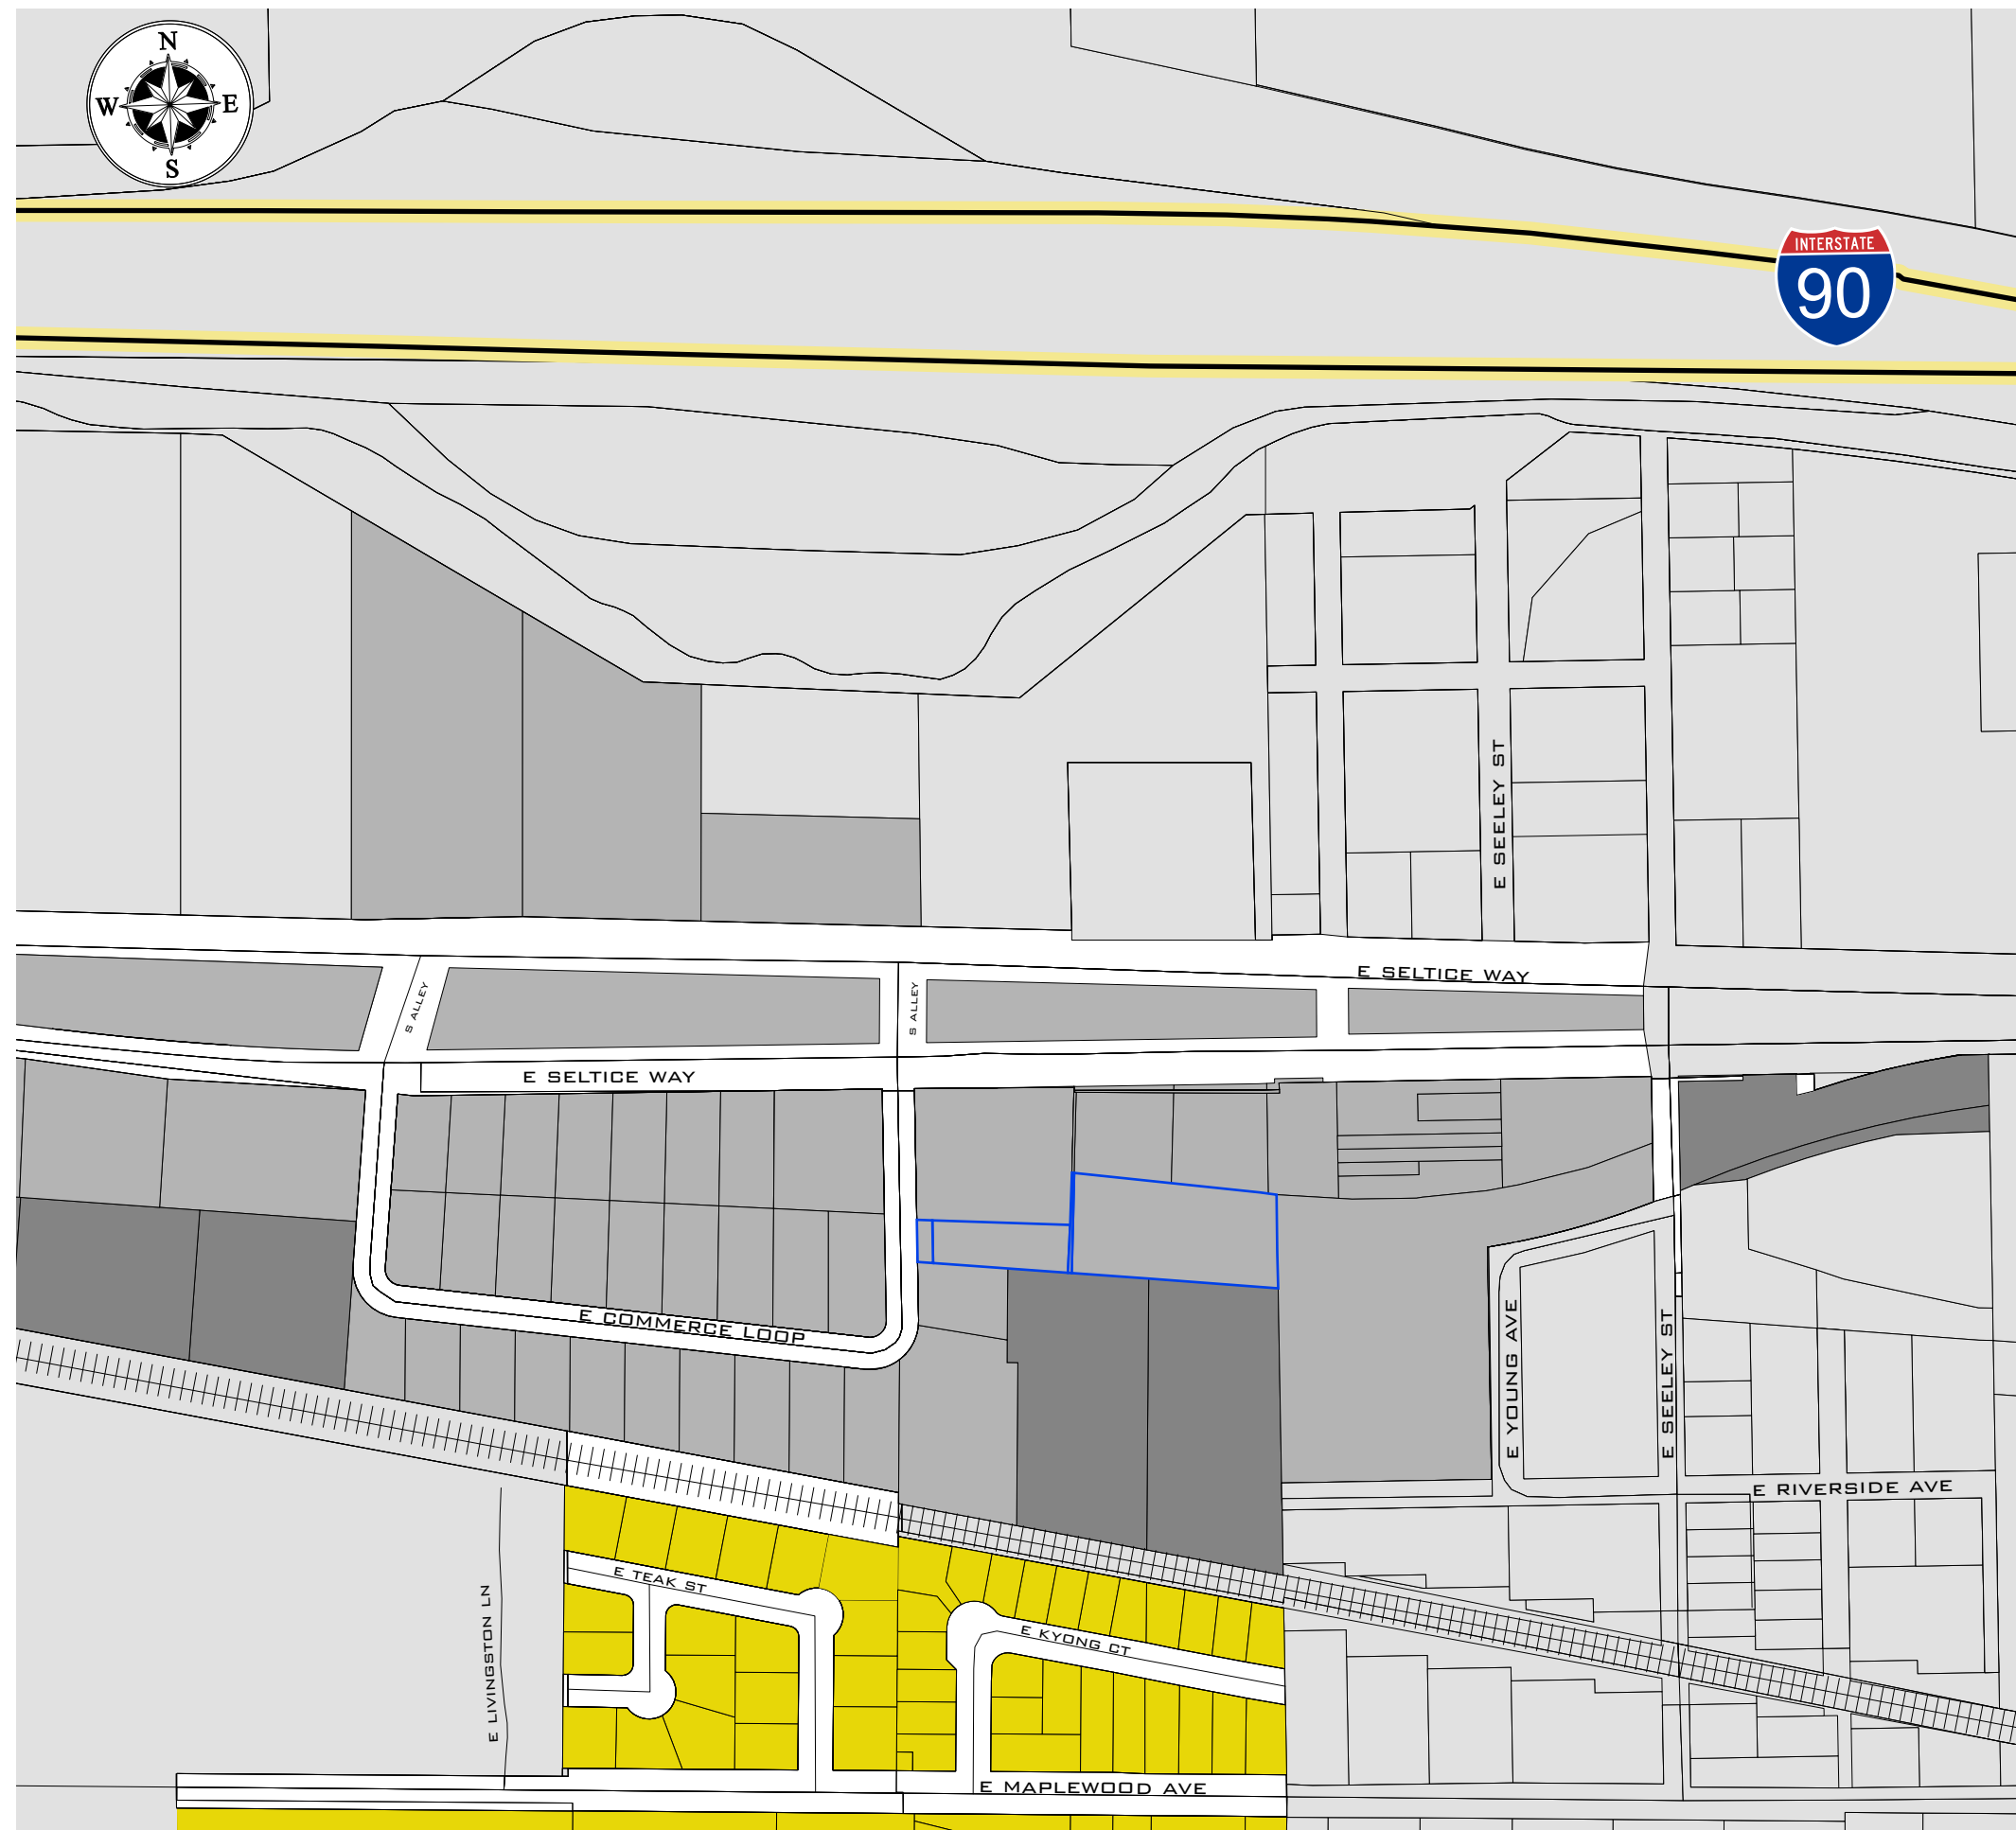 N
W E
S
INTERSTATE
90
E SEELEY ST
E SELTICE WAY
S ALLEY
S ALLEY
E SELTICE WAY
E COMMERCE LOOP
E YOUNG AVE
E SEELEY ST
E RIVERSIDE AVE
E TEAK ST
E LIVINGSTON LN
E KYONG CT
E MAPLEWOOD AVE